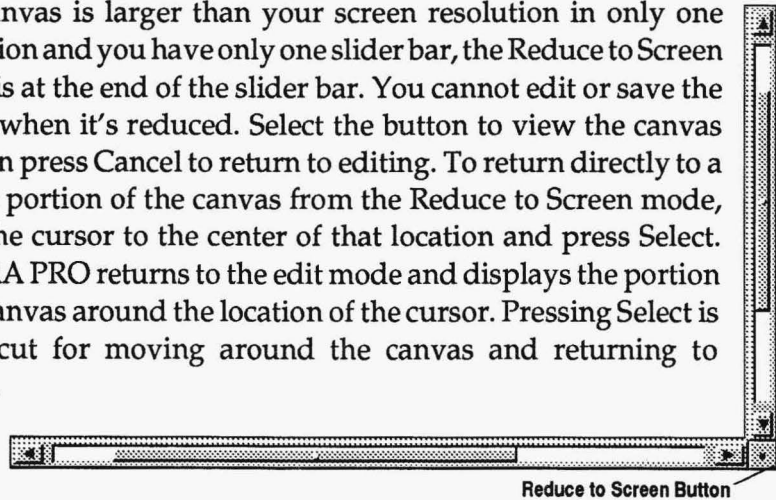 nvas is larger than your screen resolution in only one
ion and you have only one slider bar, the Reduce to Screen
is at the end of the slider bar. You cannot edit or save the
when it's reduced. Select the button to view the canvas
n press Cancel to return to editing. To return directly to a
portion of the canvas from the Reduce to Screen mode,
ne cursor to the center of that location and press Select.
A PRO returns to the edit mode and displays the portion
anvas around the location of the cursor. Pressing Select is
cut for moving around the canvas and returning to
Reduce to Screen Button